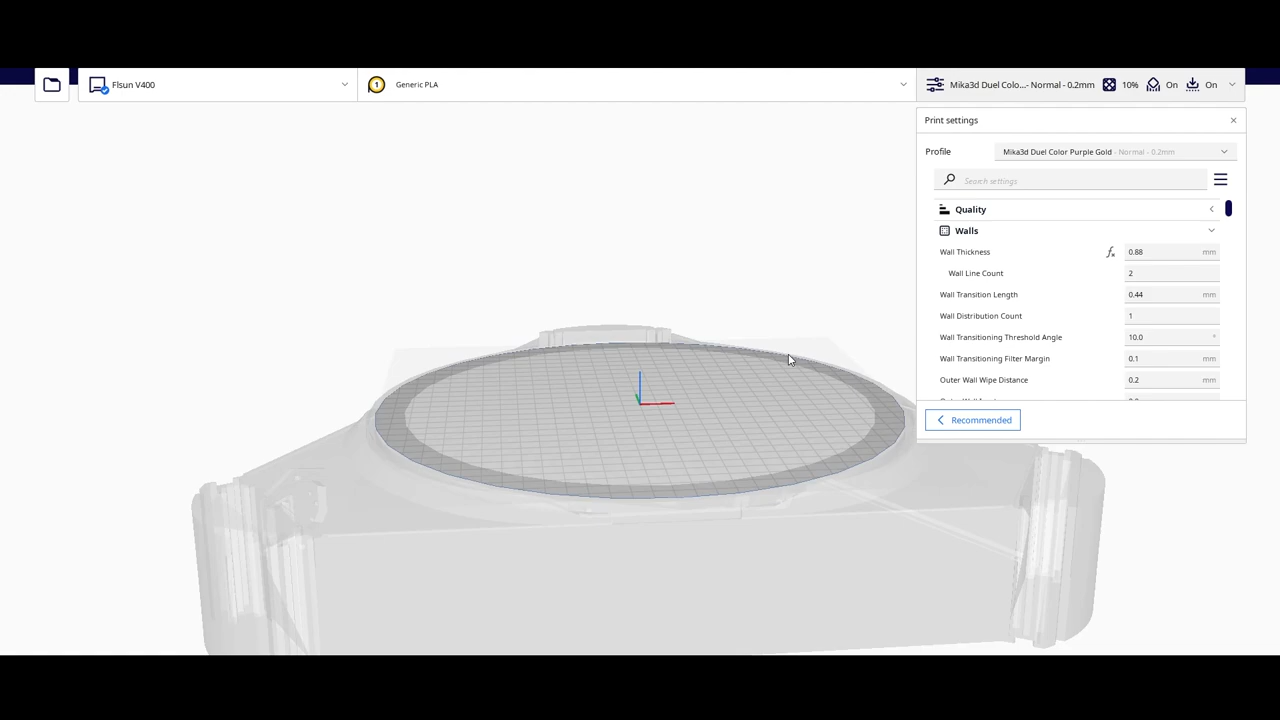 Flsun V400
1
Generic PLA
Mika3d Duel Colo...- Normal - 0.2mm
10%
On
On
Print settings
Profile
Mika3d Duel Color Purple Gold - Normal - 0.2mm
Search settings
Quality
Walls
Wall Thickness
0.88 mm
Wall Line Count
2
Wall Transition Length
0.44 mm
Wall Distribution Count
1
Wall Transitioning Threshold Angle
10.0 °
Wall Transitioning Filter Margin
0.1 mm
Outer Wall Wipe Distance
0.2 mm
Recommended